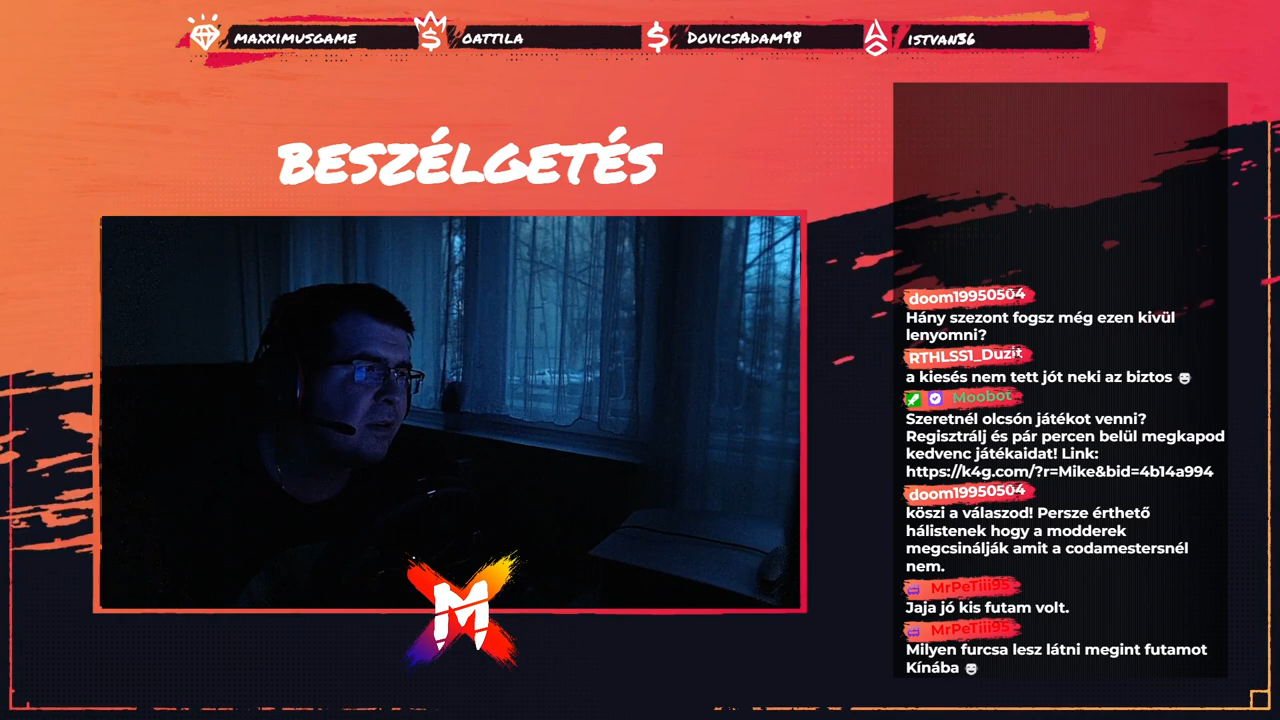 MAXXIMUSGAME
OATTILA
DOVICSADAM98
ISTVAN36
BESZÉLGETÉS
doom19950504
Hány szezont fogsz még ezen kivül
lenyomni?
RTHLSS1_Duzit
a kiesés nem tett jót neki az biztos
Moobot
Szeretnél olcsón játékot venni?
Regisztrálj és pár percen belül megkapod
kedvenc játékaidat! Link:
https://k4g.com/?r=Mike&bid=4b14a994
doom19950504
köszi a válaszod! Persze érthető
hálistenek hogy a modderek
megcsinálják amit a codamestersnél
nem.
MrPeTiii95
Jaja jó kis futam volt.
MrPeTiii95
Milyen furcsa lesz látni megint futamot
Kínába
M